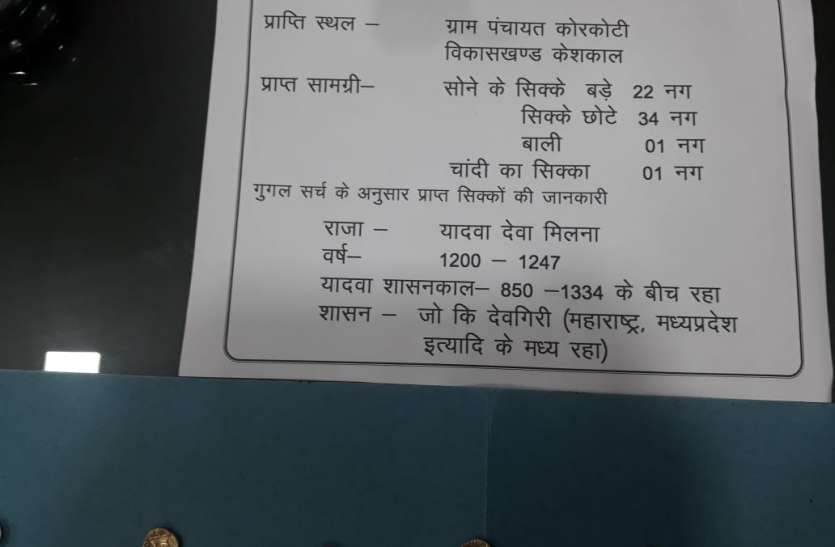 प्राप्ति स्थल – ग्राम पंचायत कोरकोटी
विकासखण्ड केशकाल
प्राप्त सामग्री– सोने के सिक्के बड़े 22 नग
सिक्के छोटे 34 नग
बाली 01 नग
चांदी का सिक्का 01 नग
गुगल सर्च के अनुसार प्राप्त सिक्कों की जानकारी
राजा – यादवा देवा मिलना
वर्ष– 1200 – 1247
यादवा शासनकाल– 850 –1334 के बीच रहा
शासन – जो कि देवगिरी (महाराष्ट्र, मध्यप्रदेश
इत्यादि के मध्य रहा)